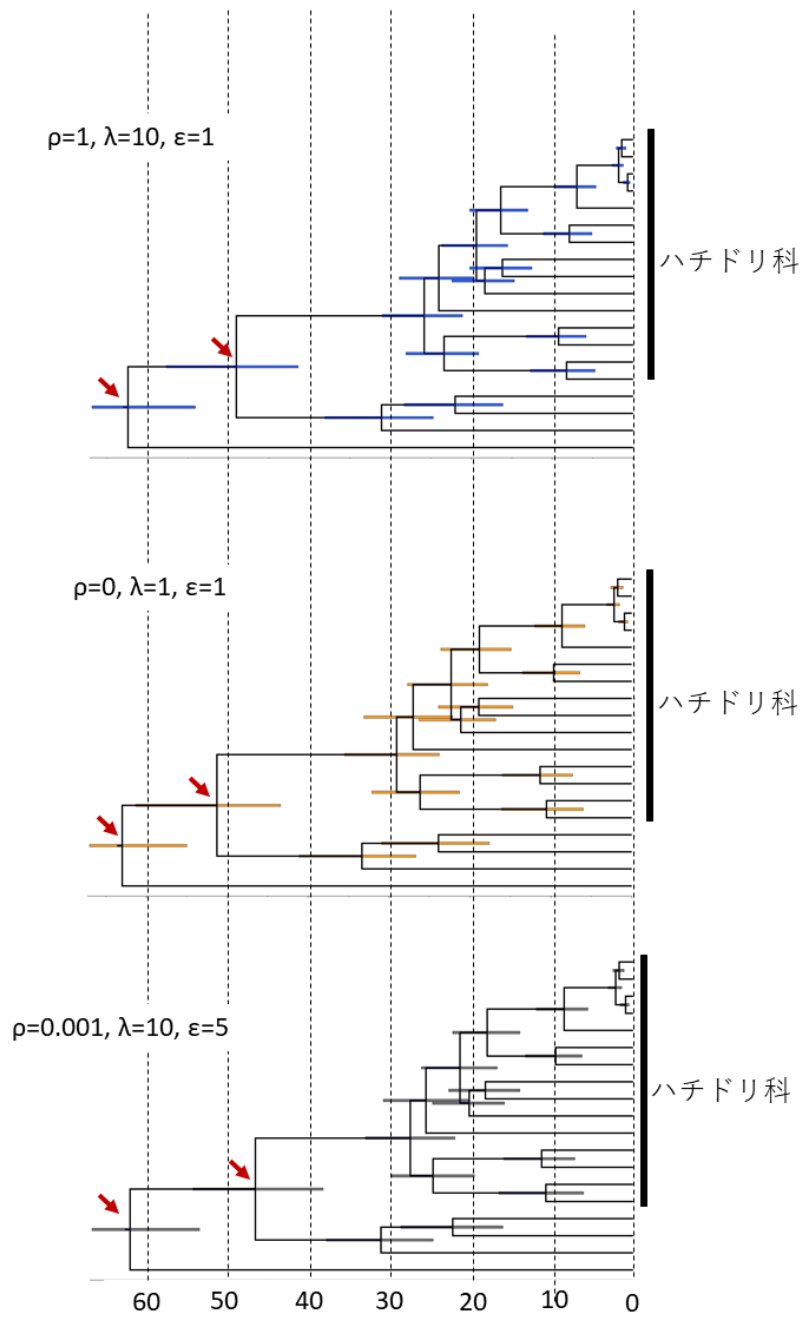 ρ=1, λ=10, ε=1
ハチドリ科
ρ=0, λ=1, ε=1
ハチドリ科
ρ=0.001, λ=10, ε=5
ハチドリ科
60 50 40 30 20 10 0